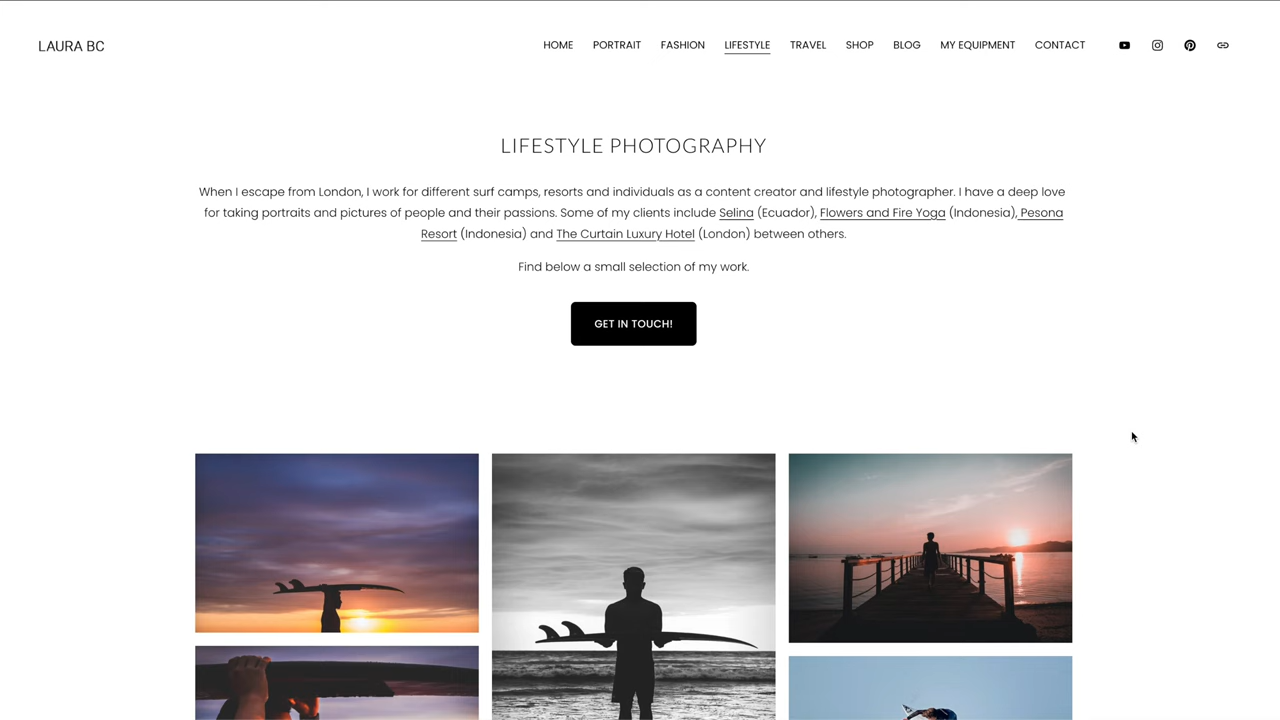 LAURA BC
HOME PORTRAIT FASHION LIFESTYLE TRAVEL SHOP BLOG MY EQUIPMENT CONTACT
LIFESTYLE PHOTOGRAPHY
When I escape from London, I work for different surf camps, resorts and individuals as a content creator and lifestyle photographer. I have a deep love
for taking portraits and pictures of people and their passions. Some of my clients include Selina (Ecuador), Flowers and Fire Yoga (Indonesia), Pesona
Resort (Indonesia) and The Curtain Luxury Hotel (London) between others.
Find below a small selection of my work.
GET IN TOUCH!